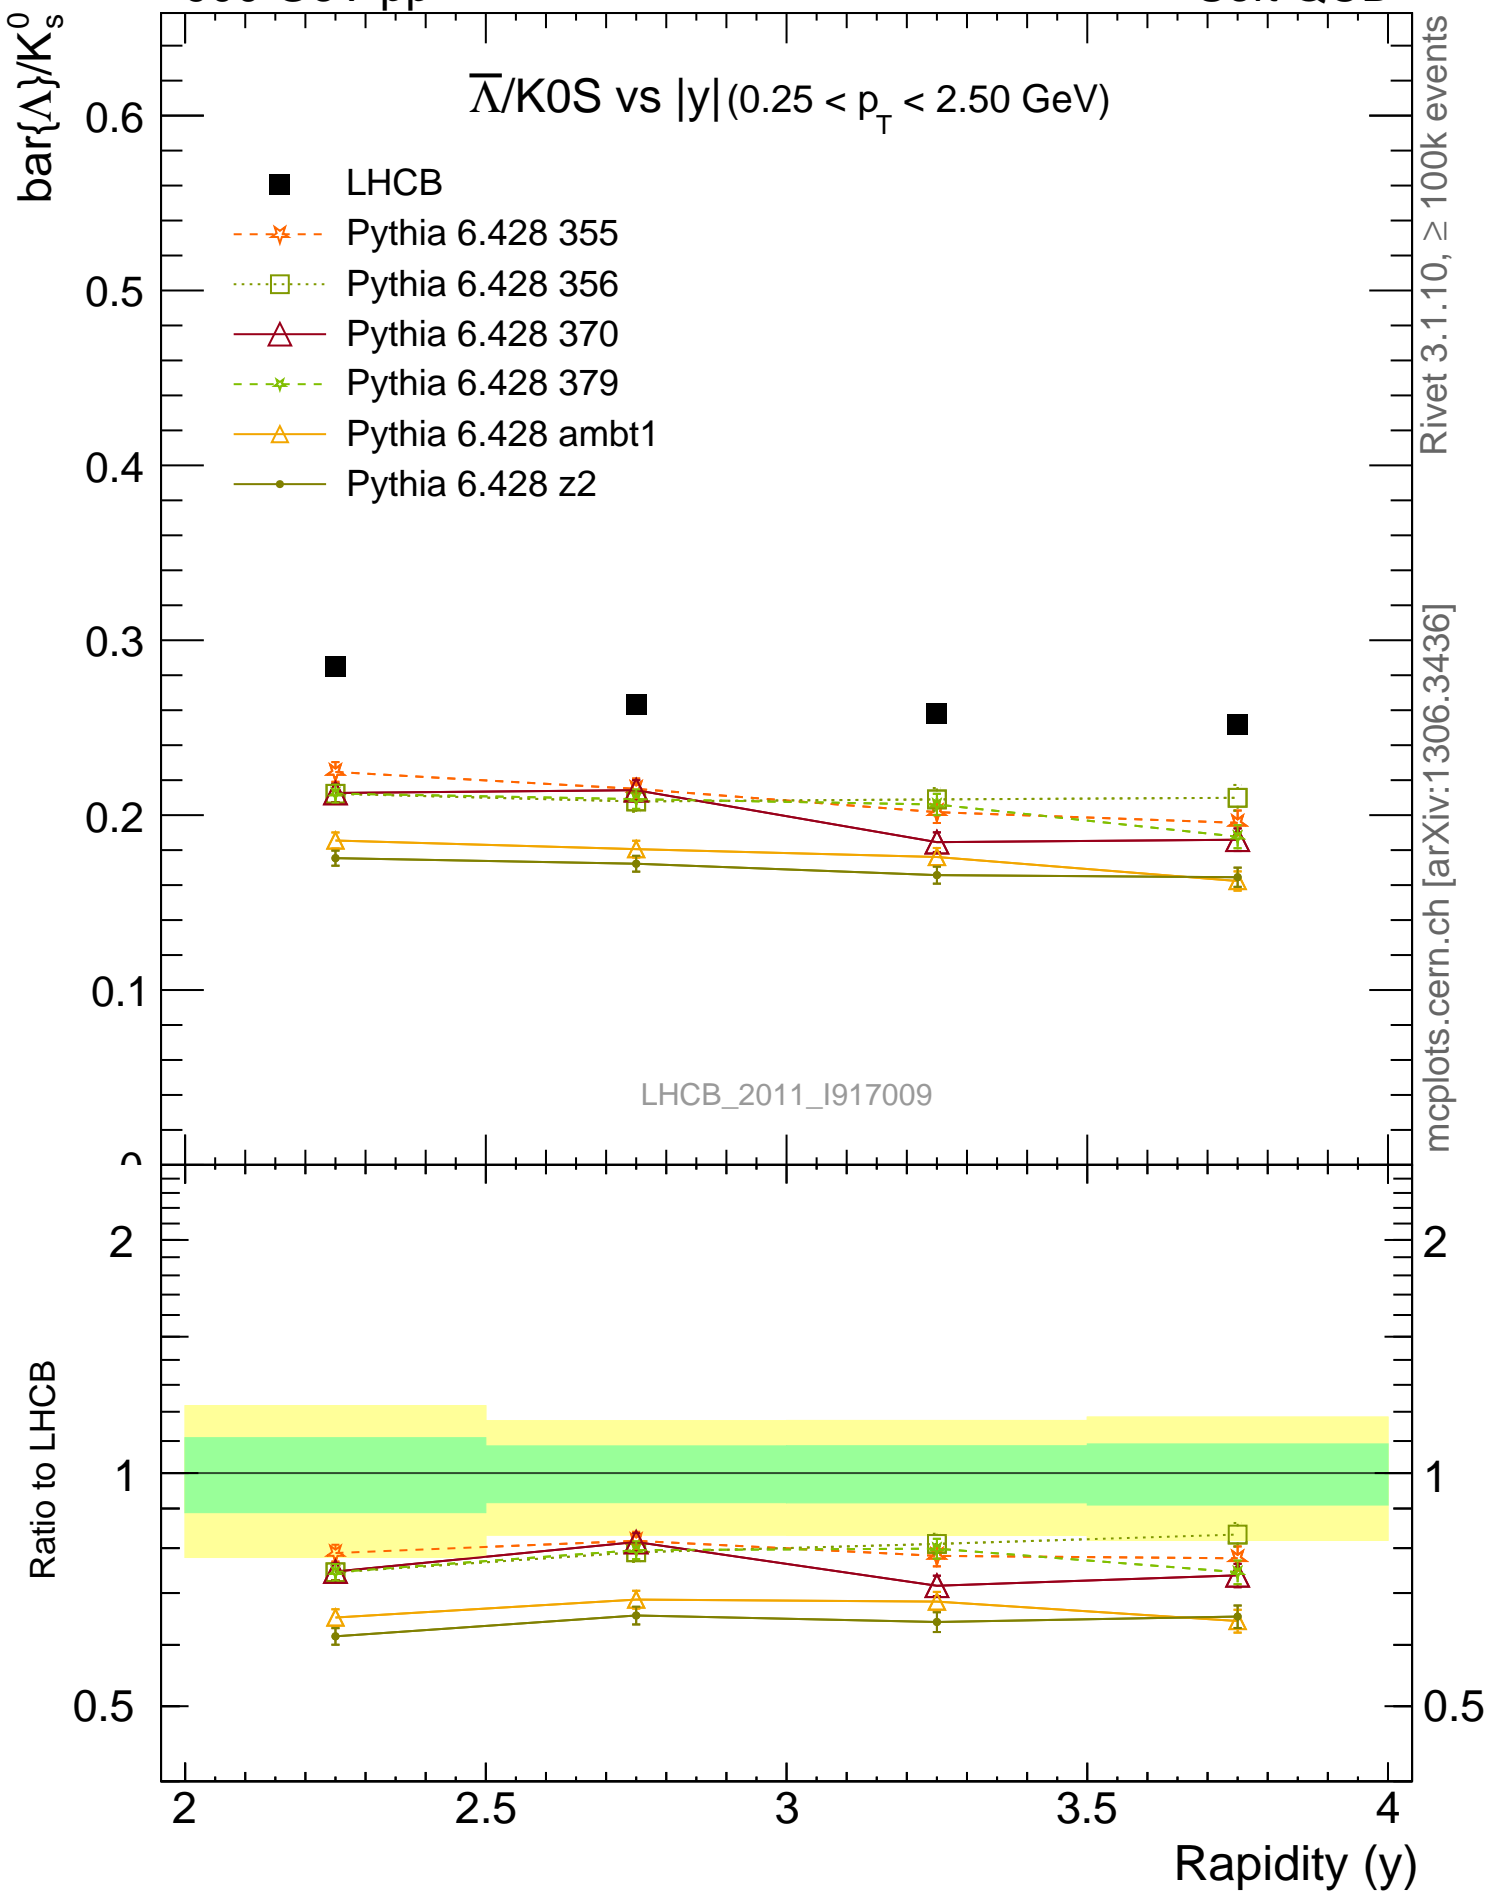 bar{Λ}/K⁰ₛ
Λ̅/K0S vs |y| (0.25 < p_T < 2.50 GeV)
LHCB
Pythia 6.428 355
Pythia 6.428 356
Pythia 6.428 370
Pythia 6.428 379
Pythia 6.428 ambt1
Pythia 6.428 z2
0.6
0.5
0.4
0.3
0.2
0.1
LHCB_2011_I917009
Rivet 3.1.10, ≥ 100k events
mcplots.cern.ch [arXiv:1306.3436]
Ratio to LHCB
2
1
0.5
2
1
0.5
2
2.5
3
3.5
4
Rapidity (y)